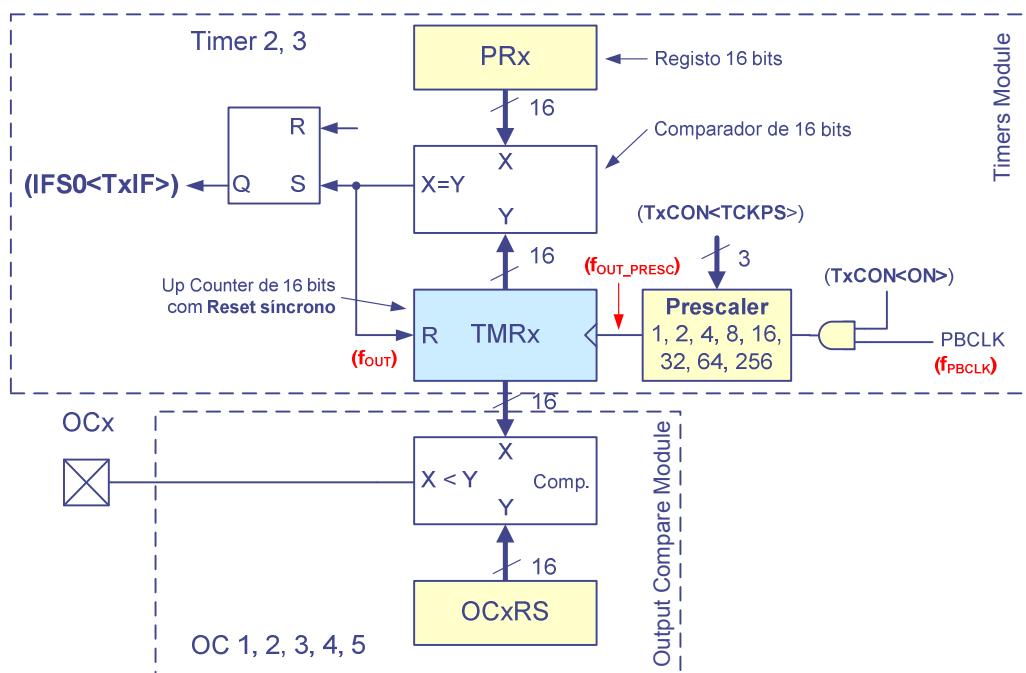 Timer 2, 3
PRx
Registo 16 bits
Timers Module
16
R
Comparador de 16 bits
X
(IFS0<TxIF>)
Q
S
X=Y
Y
(TxCON<TCKPS>)
16
3
(fOUT_PRESC)
(TxCON<ON>)
Up Counter de 16 bits
com Reset síncrono
R
TMRx
Prescaler
1, 2, 4, 8, 16,
32, 64, 256
PBCLK
(fOUT)
(fPBCLK)
16
OCx
X
X < Y
Comp.
Y
Output Compare Module
16
OCxRS
OC 1, 2, 3, 4, 5